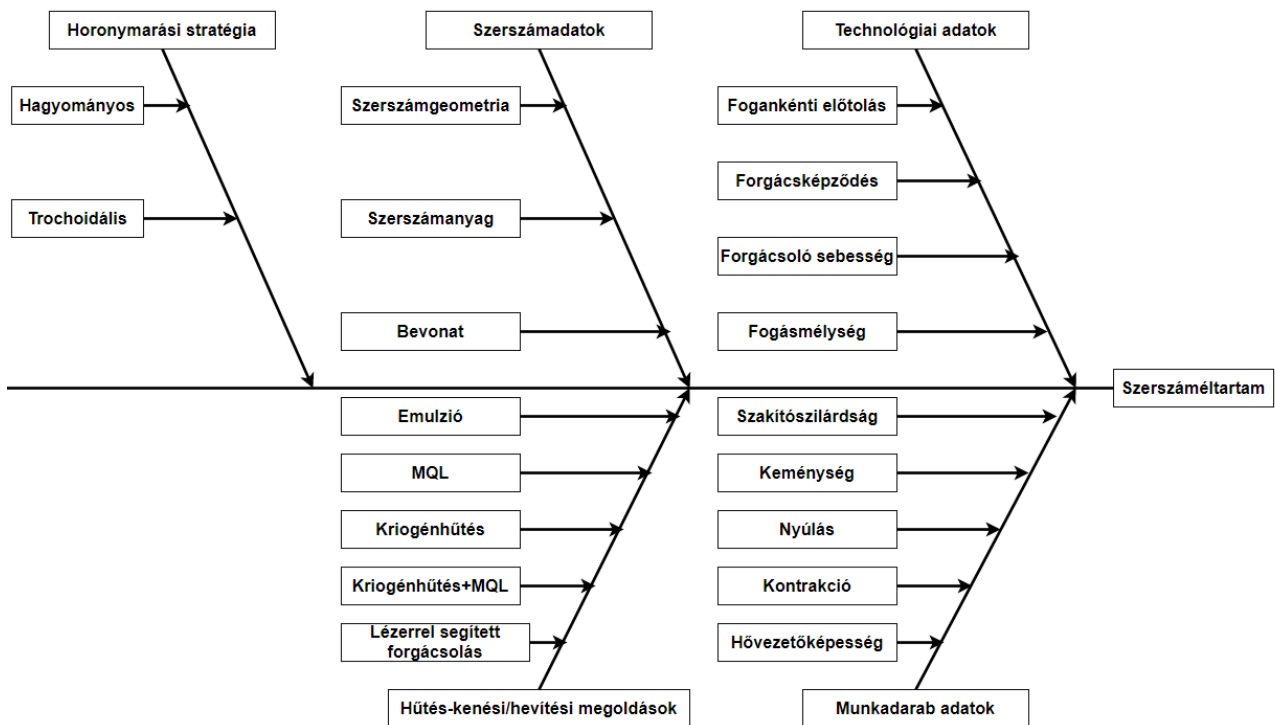 Horonymarási stratégia
Szerszámadatok
Technológiai adatok
Hagyományos
Szerszámgeometria
Fogankénti előtolás
Forgácsképződés
Trochoidális
Szerszámanyag
Forgácsoló sebesség
Bevonat
Fogásmélység
Szerszáméltartam
Emulzió
Szakítószilárdság
MQL
Keménység
Kriogénhűtés
Nyúlás
Kriogénhűtés+MQL
Kontrakció
Lézerrel segített
forgácsolás
Hővezetőképesség
Hűtés-kenési/hevítési megoldások
Munkadarab adatok